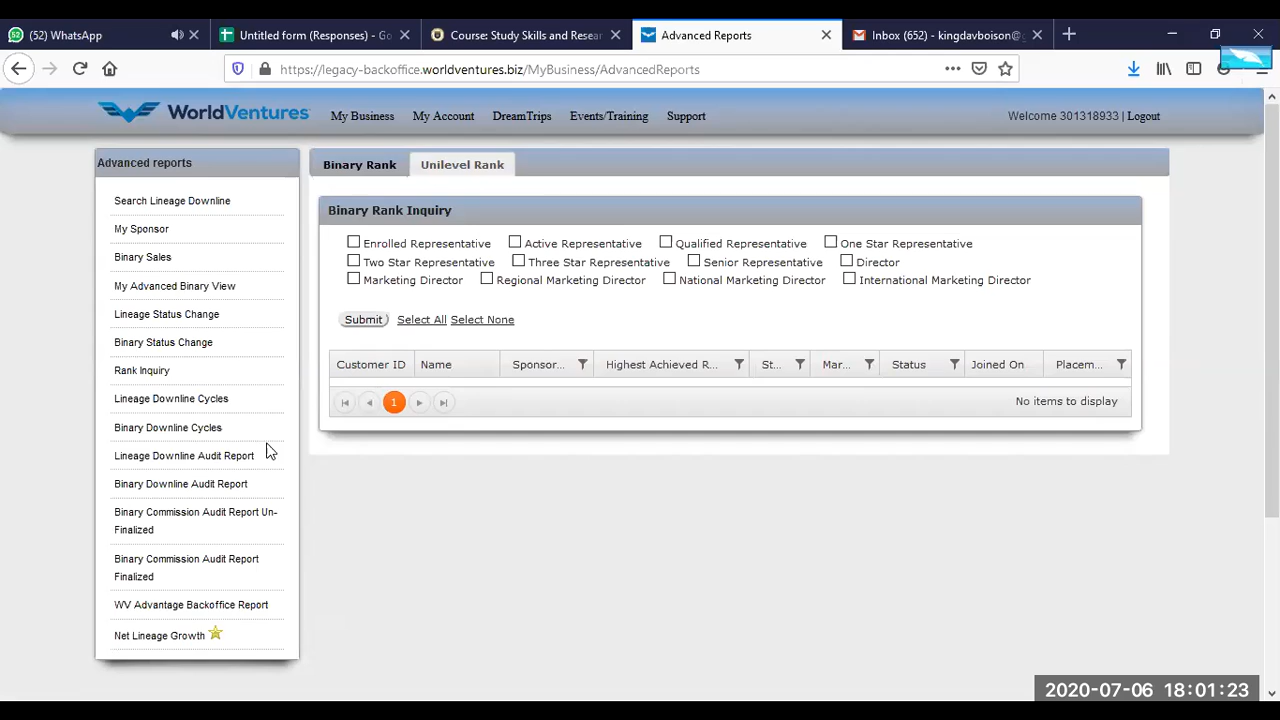 (52) WhatsApp
Untitled form (Responses) - Go
Course: Study Skills and Resear
Advanced Reports
Inbox (652) - kingdavboison@g
https://legacy-backoffice.worldventures.biz/MyBusiness/AdvancedReports
WorldVentures
My Business
My Account
DreamTrips
Events/Training
Support
Welcome 301318933 | Logout
Advanced reports
Search Lineage Downline
My Sponsor
Binary Sales
My Advanced Binary View
Lineage Status Change
Binary Status Change
Rank Inquiry
Lineage Downline Cycles
Binary Downline Cycles
Lineage Downline Audit Report
Binary Downline Audit Report
Binary Commission Audit Report Un-
Finalized
Binary Commission Audit Report
Finalized
WV Advantage Backoffice Report
Net Lineage Growth
Binary Rank
Unilevel Rank
Binary Rank Inquiry
Enrolled Representative
Active Representative
Qualified Representative
One Star Representative
Two Star Representative
Three Star Representative
Senior Representative
Director
Marketing Director
Regional Marketing Director
National Marketing Director
International Marketing Director
Submit
Select All
Select None
Customer ID
Name
Sponsor...
Highest Achieved R...
St...
Mar...
Status
Joined On
Placem...
1
No items to display
2020-07-06 18:01:23